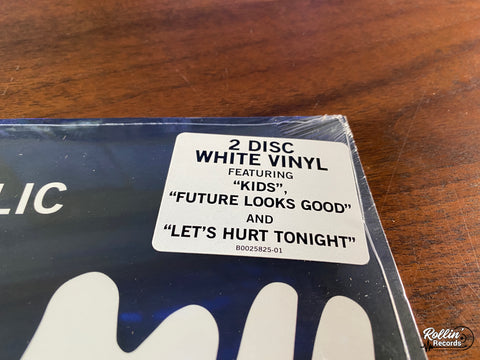 2 DISC
WHITE VINYL
FEATURING
“KIDS”,
“FUTURE LOOKS GOOD”
AND
“LET’S HURT TONIGHT”
B0025825-01
LIC
Rollin'
Records